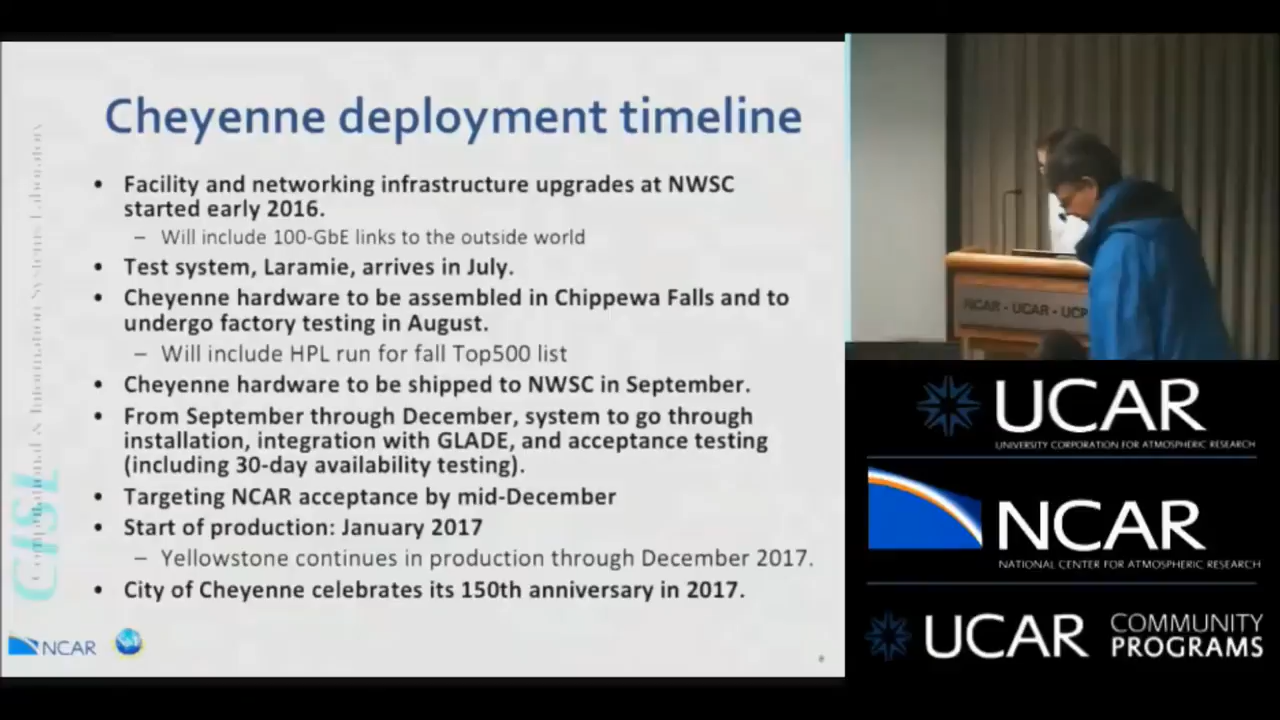 Cheyenne deployment timeline
• Facility and networking infrastructure upgrades at NWSC
started early 2016.
– Will include 100-GbE links to the outside world
• Test system, Laramie, arrives in July.
• Cheyenne hardware to be assembled in Chippewa Falls and to
undergo factory testing in August.
– Will include HPL run for fall Top500 list
• Cheyenne hardware to be shipped to NWSC in September.
• From September through December, system to go through
installation, integration with GLADE, and acceptance testing
(including 30-day availability testing).
• Targeting NCAR acceptance by mid-December
• Start of production: January 2017
– Yellowstone continues in production through December 2017.
• City of Cheyenne celebrates its 150th anniversary in 2017.
CISL
Computational & Information Systems Laboratory
NCAR
NCAR • UCAR • UCP
UCAR
UNIVERSITY CORPORATION FOR ATMOSPHERIC RESEARCH
NCAR
NATIONAL CENTER FOR ATMOSPHERIC RESEARCH
UCAR COMMUNITY
PROGRAMS